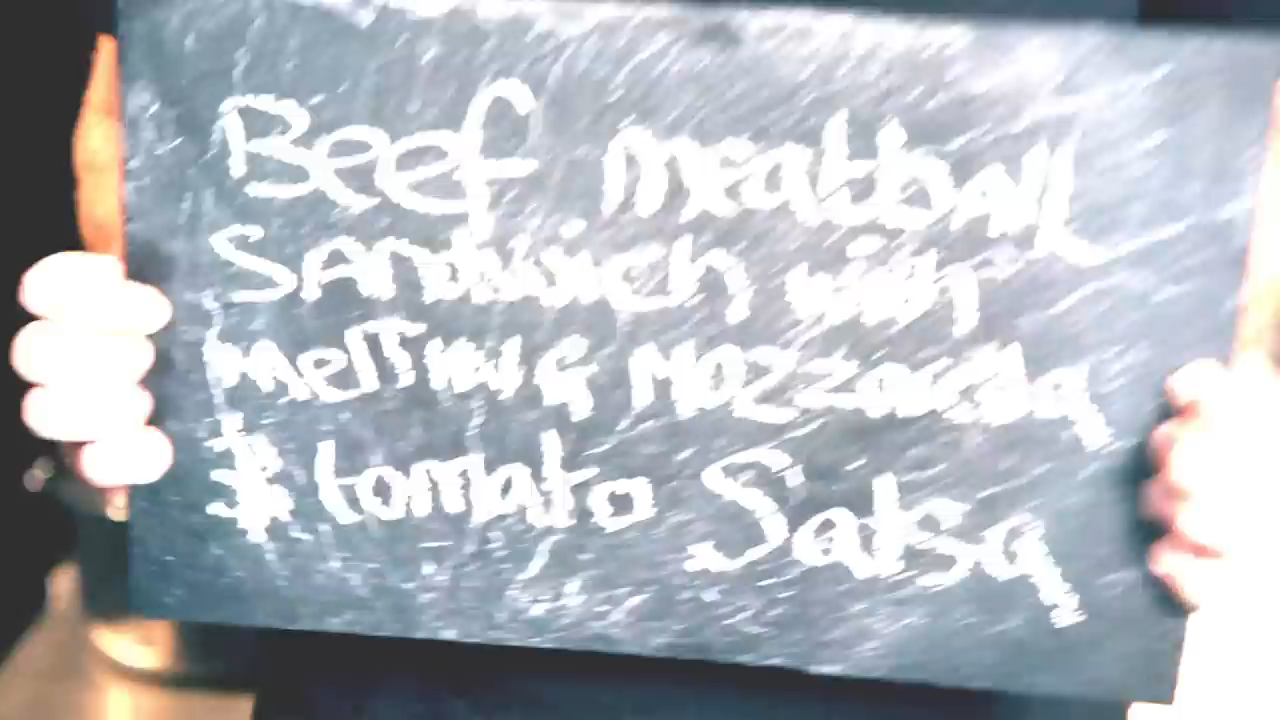 Beef meatball
Sandwich with
Melting Mozzarella
& tomato Salsa